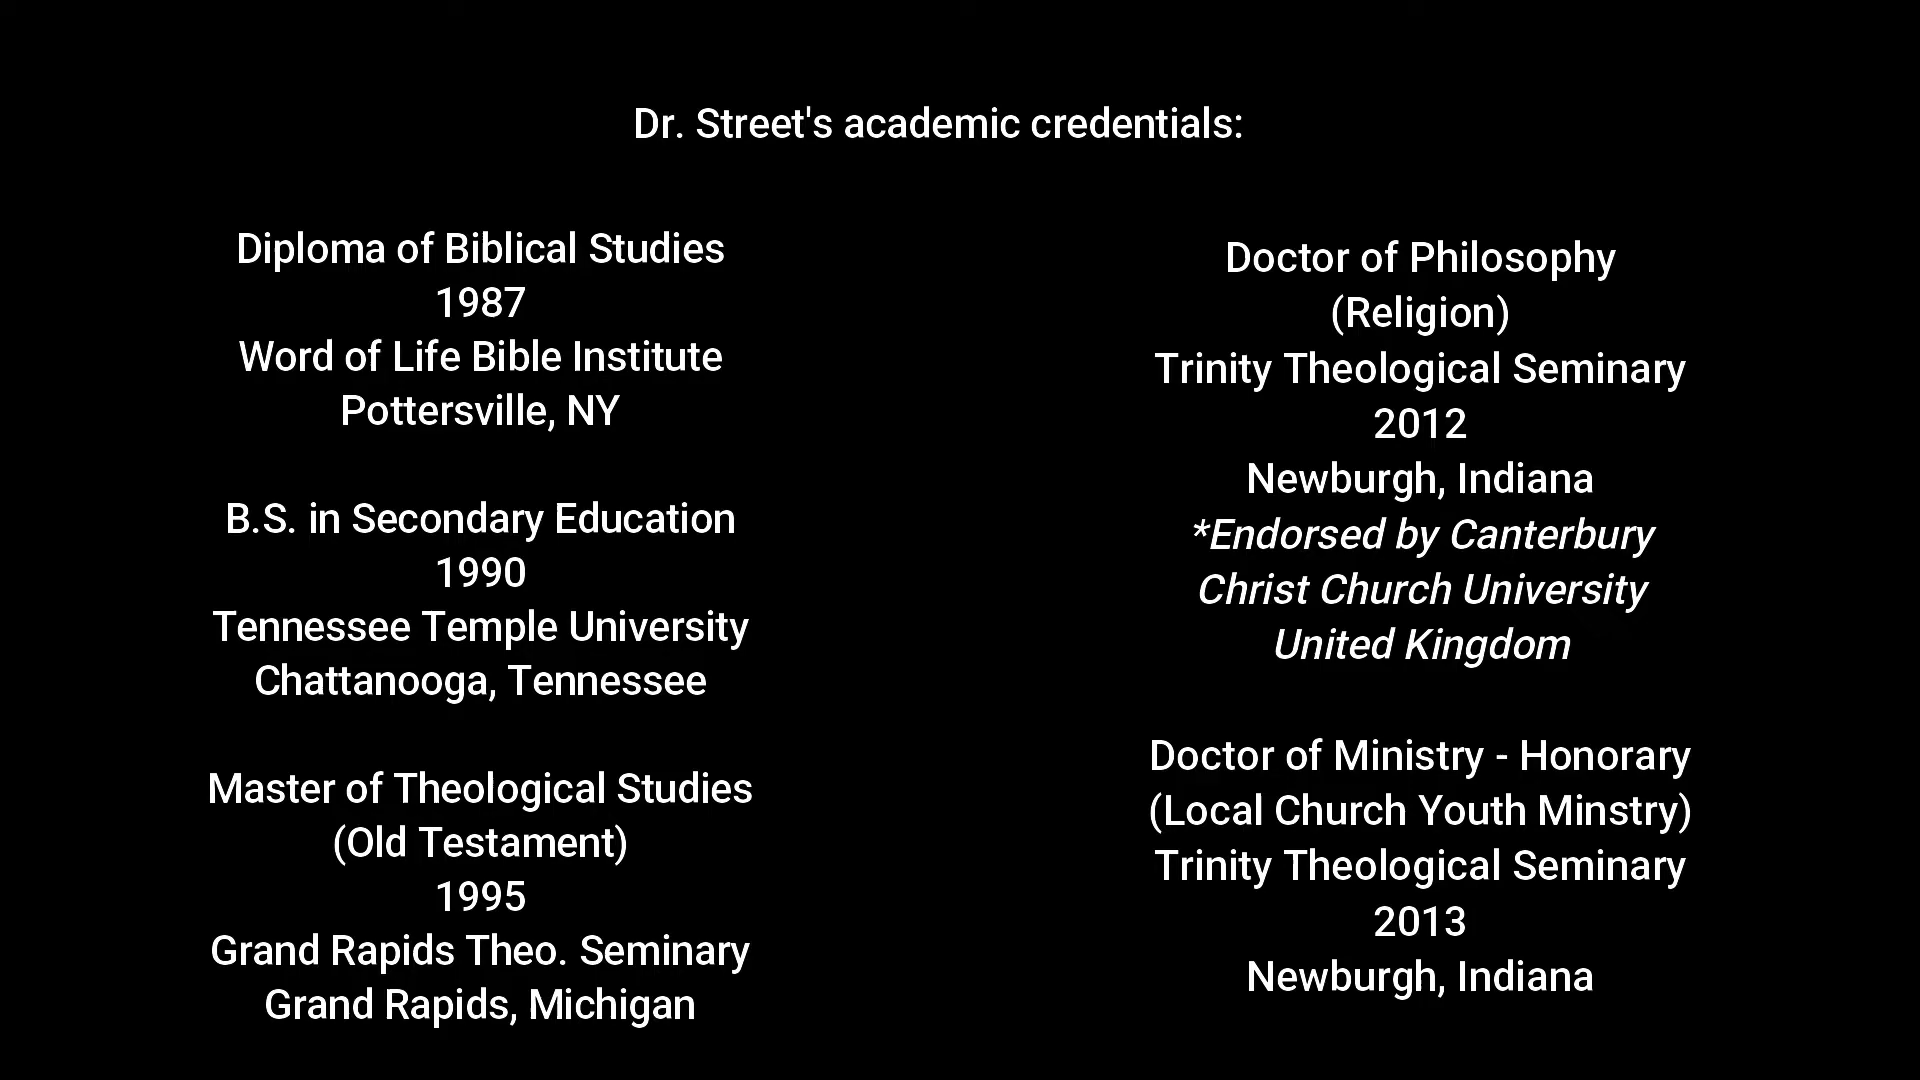 Dr. Street's academic credentials:
Diploma of Biblical Studies
1987
Word of Life Bible Institute
Pottersville, NY
B.S. in Secondary Education
1990
Tennessee Temple University
Chattanooga, Tennessee
Master of Theological Studies
(Old Testament)
1995
Grand Rapids Theo. Seminary
Grand Rapids, Michigan
Doctor of Philosophy
(Religion)
Trinity Theological Seminary
2012
Newburgh, Indiana
*Endorsed by Canterbury
Christ Church University
United Kingdom
Doctor of Ministry - Honorary
(Local Church Youth Minstry)
Trinity Theological Seminary
2013
Newburgh, Indiana